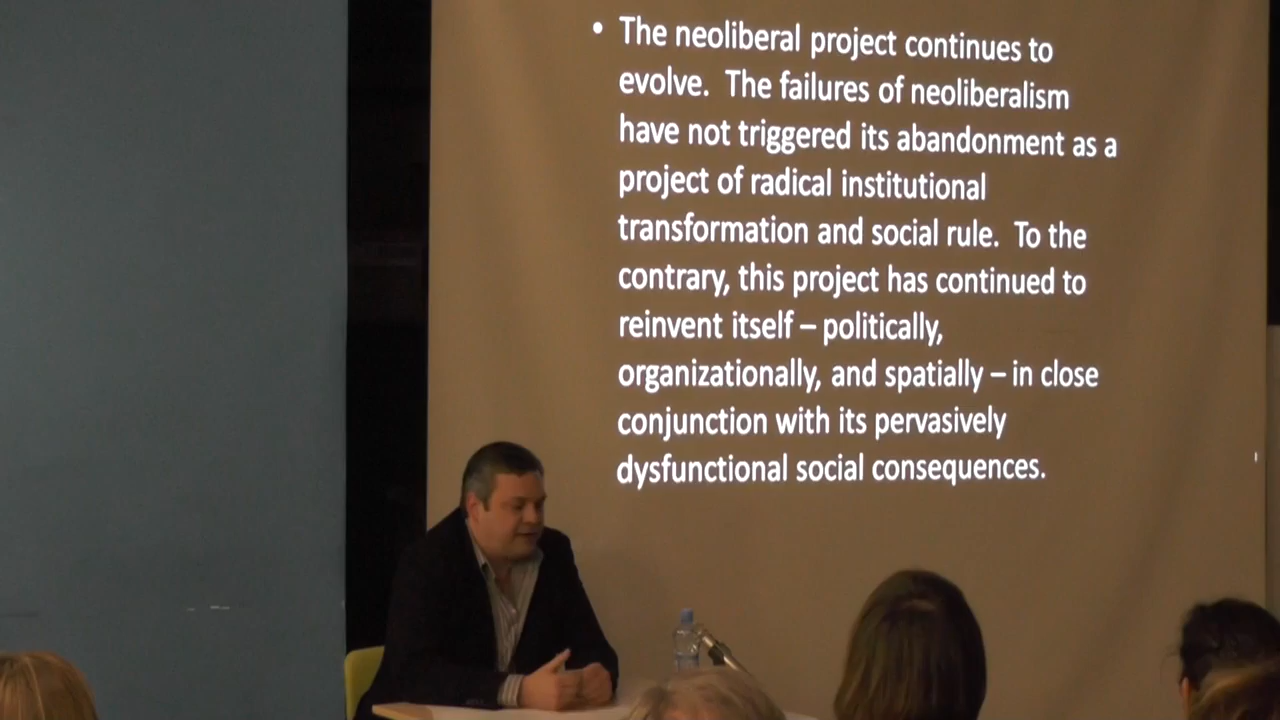 • The neoliberal project continues to
evolve.  The failures of neoliberalism
have not triggered its abandonment as a
project of radical institutional
transformation and social rule.  To the
contrary, this project has continued to
reinvent itself – politically,
organizationally, and spatially – in close
conjunction with its pervasively
dysfunctional social consequences.